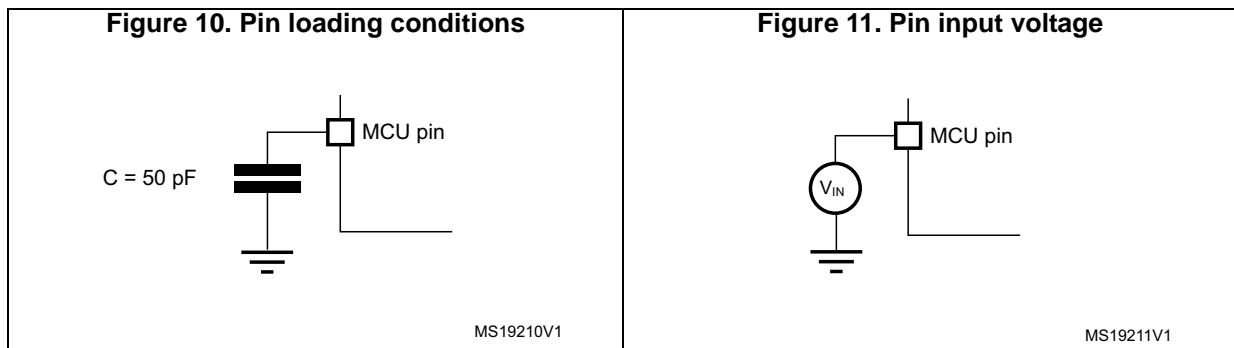 Figure 10. Pin loading conditions
MCU pin
C = 50 pF
MS19210V1
Figure 11. Pin input voltage
MCU pin
VIN
MS19211V1